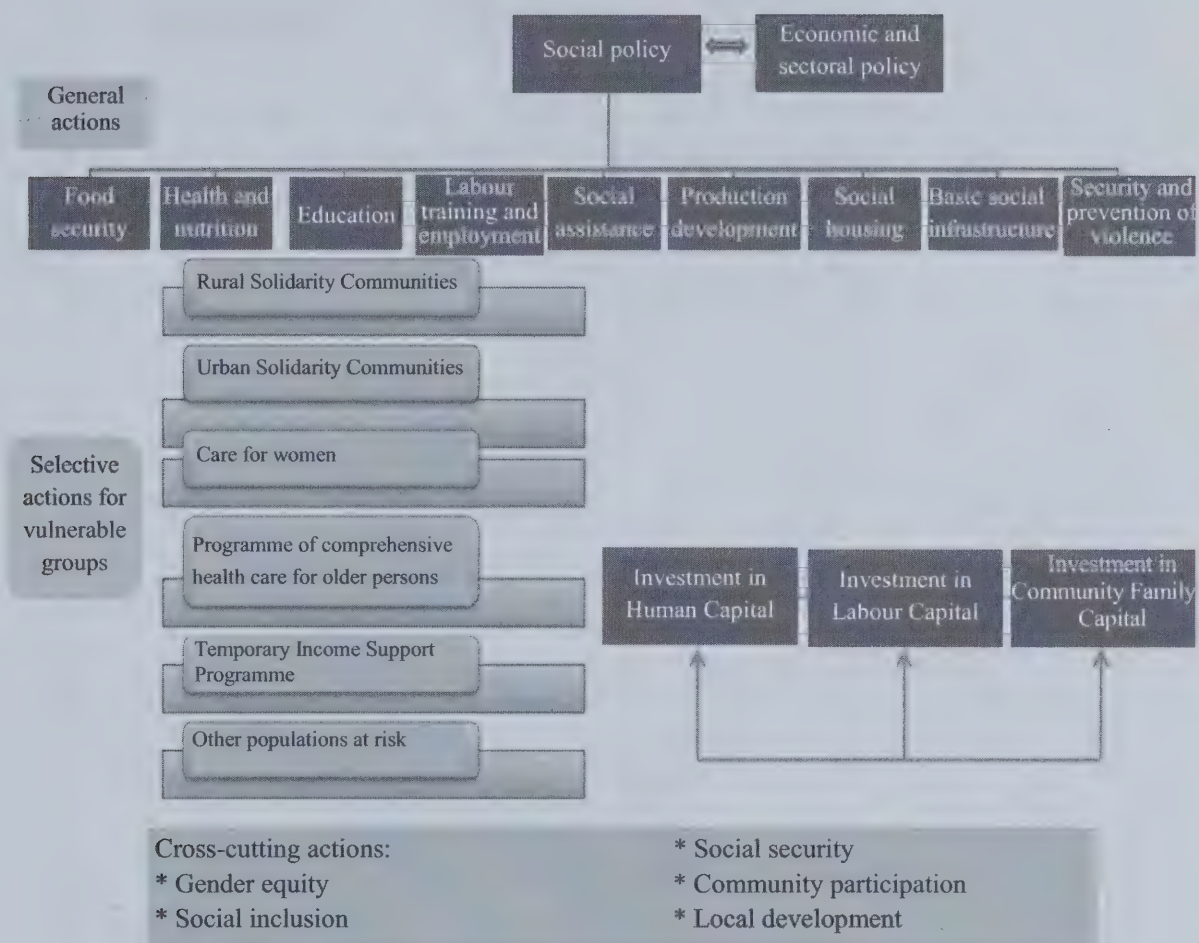 Social policy
Economic and
sectoral policy
General
actions
Food
security
Health and
nutrition
Education
Labour
training and
employment
Social
assistance
Production
development
Social
housing
Basic social
infrastructure
Security and
prevention of
violence
Rural Solidarity Communities
Urban Solidarity Communities
Care for women
Selective
actions for
vulnerable
groups
Programme of comprehensive
health care for older persons
Temporary Income Support
Programme
Other populations at risk
Investment in
Human Capital
Investment in
Labour Capital
Investment in
Community Family
Capital
Cross-cutting actions:
* Gender equity
* Social inclusion
* Social security
* Community participation
* Local development